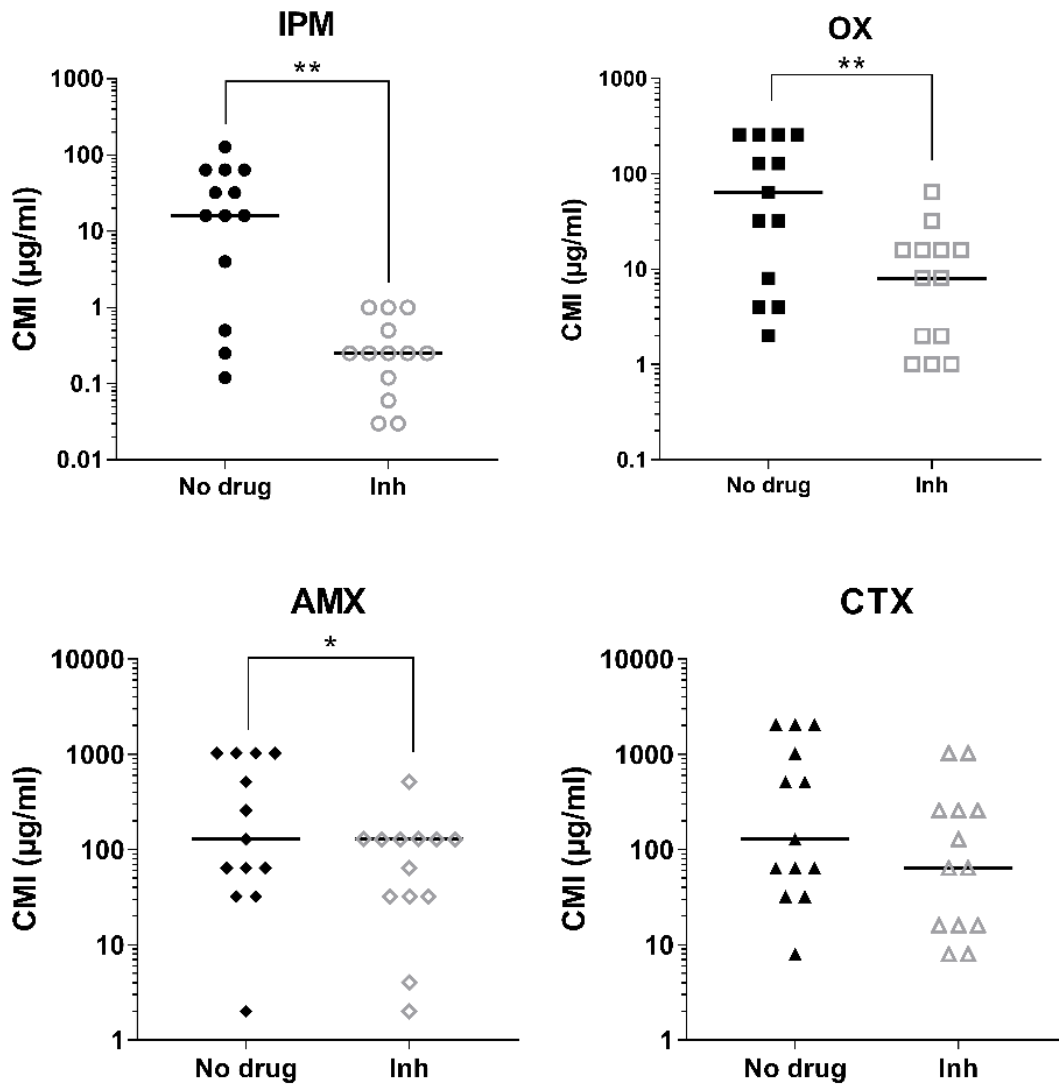 IPM
**
1000
100
10
1
0.1
0.01
CMI (µg/ml)
No drug
Inh
OX
**
1000
100
10
1
0.1
CMI (µg/ml)
No drug
Inh
AMX
*
10000
1000
100
10
1
CMI (µg/ml)
No drug
Inh
CTX
10000
1000
100
10
1
CMI (µg/ml)
No drug
Inh